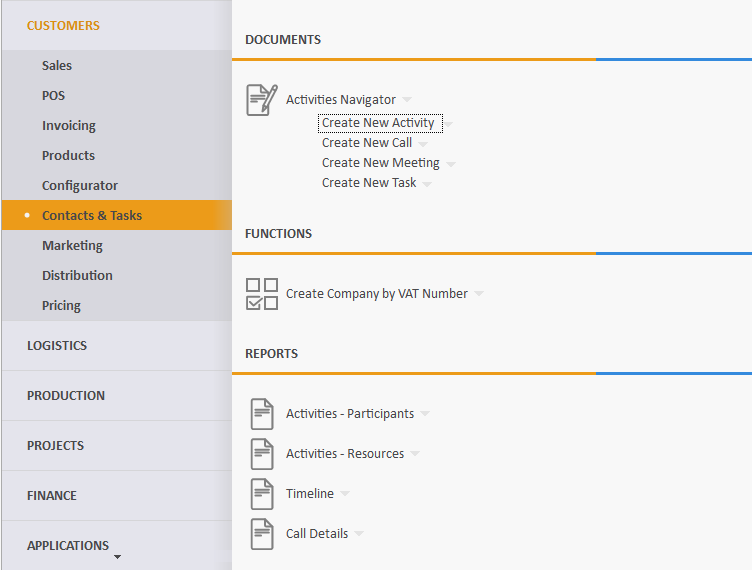 CUSTOMERS
Sales
POS
Invoicing
Products
Configurator
Contacts & Tasks
Marketing
Distribution
Pricing
LOGISTICS
PRODUCTION
PROJECTS
FINANCE
APPLICATIONS
DOCUMENTS
Activities Navigator
Create New Activity
Create New Call
Create New Meeting
Create New Task
FUNCTIONS
Create Company by VAT Number
REPORTS
Activities - Participants
Activities - Resources
Timeline
Call Details